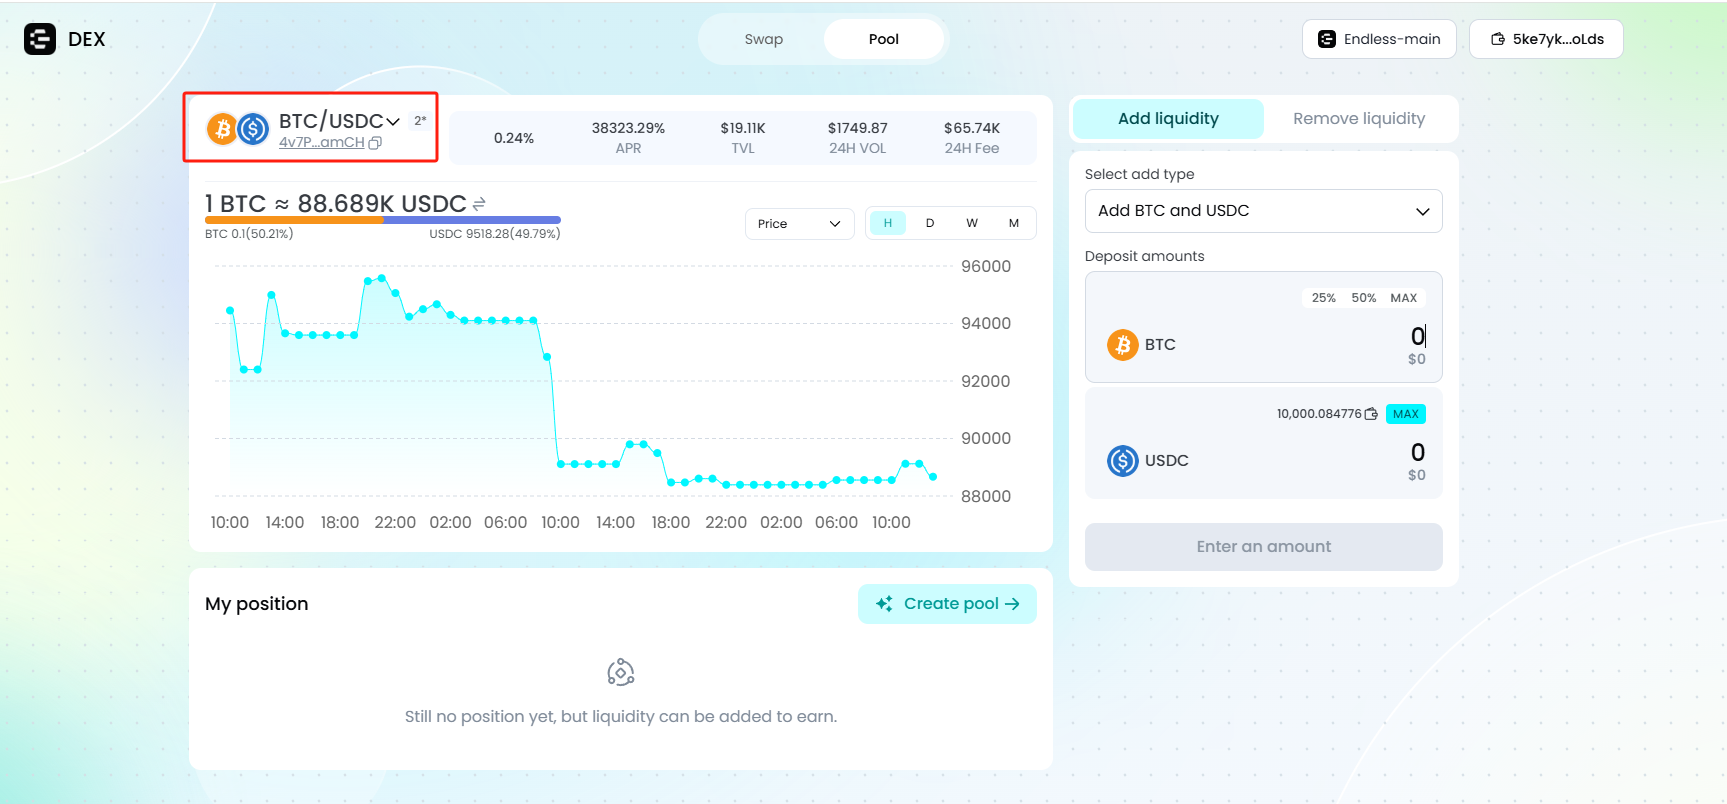 DEX
Swap
Pool
Endless-main
5ke7yk...oLds
BTC/USDC
2*
4v7P...amCH
0.24%
38323.29%
APR
$19.11K
TVL
$1749.87
24H VOL
$65.74K
24H Fee
1 BTC ≈ 88.689K USDC
BTC 0.1(50.21%)
USDC 9518.28(49.79%)
Price
H
D
W
M
96000
94000
92000
90000
88000
10:00 14:00 18:00 22:00 02:00 06:00 10:00 14:00 18:00 22:00 02:00 06:00 10:00
My position
Create pool
Still no position yet, but liquidity can be added to earn.
Add liquidity
Remove liquidity
Select add type
Add BTC and USDC
Deposit amounts
25% 50% MAX
BTC
0
$0
10,000.084776
MAX
USDC
0
$0
Enter an amount